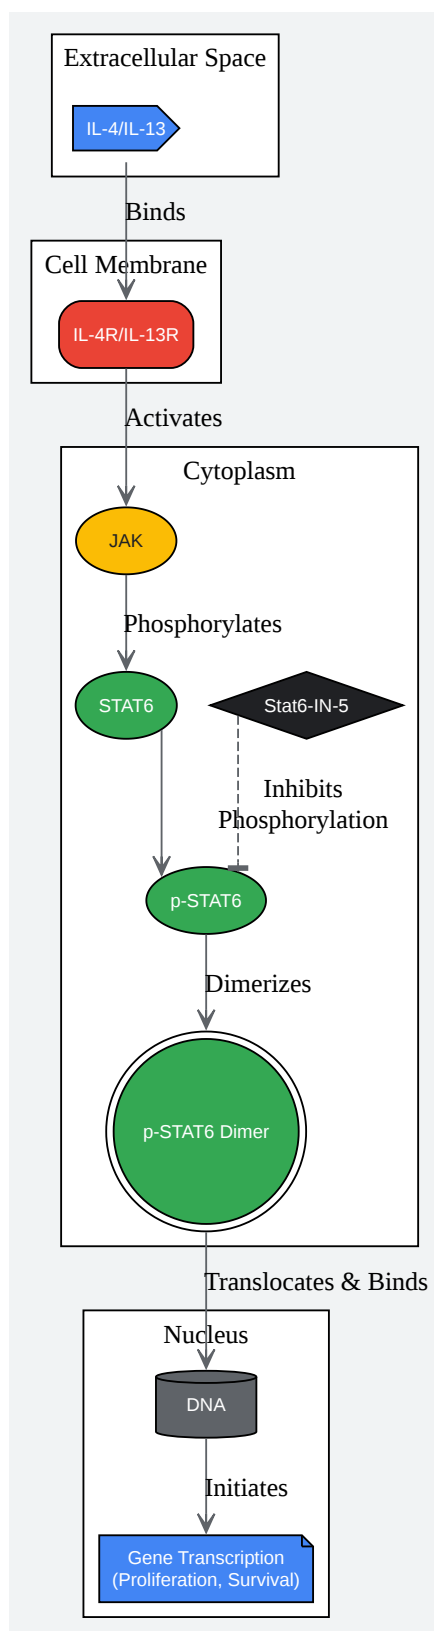 Extracellular Space
IL-4/IL-13
Binds
Cell Membrane
IL-4R/IL-13R
Activates
Cytoplasm
JAK
Phosphorylates
STAT6
Stat6-IN-5
Inhibits
Phosphorylation
p-STAT6
Dimerizes
p-STAT6 Dimer
Translocates & Binds
Nucleus
DNA
Initiates
Gene Transcription
(Proliferation, Survival)